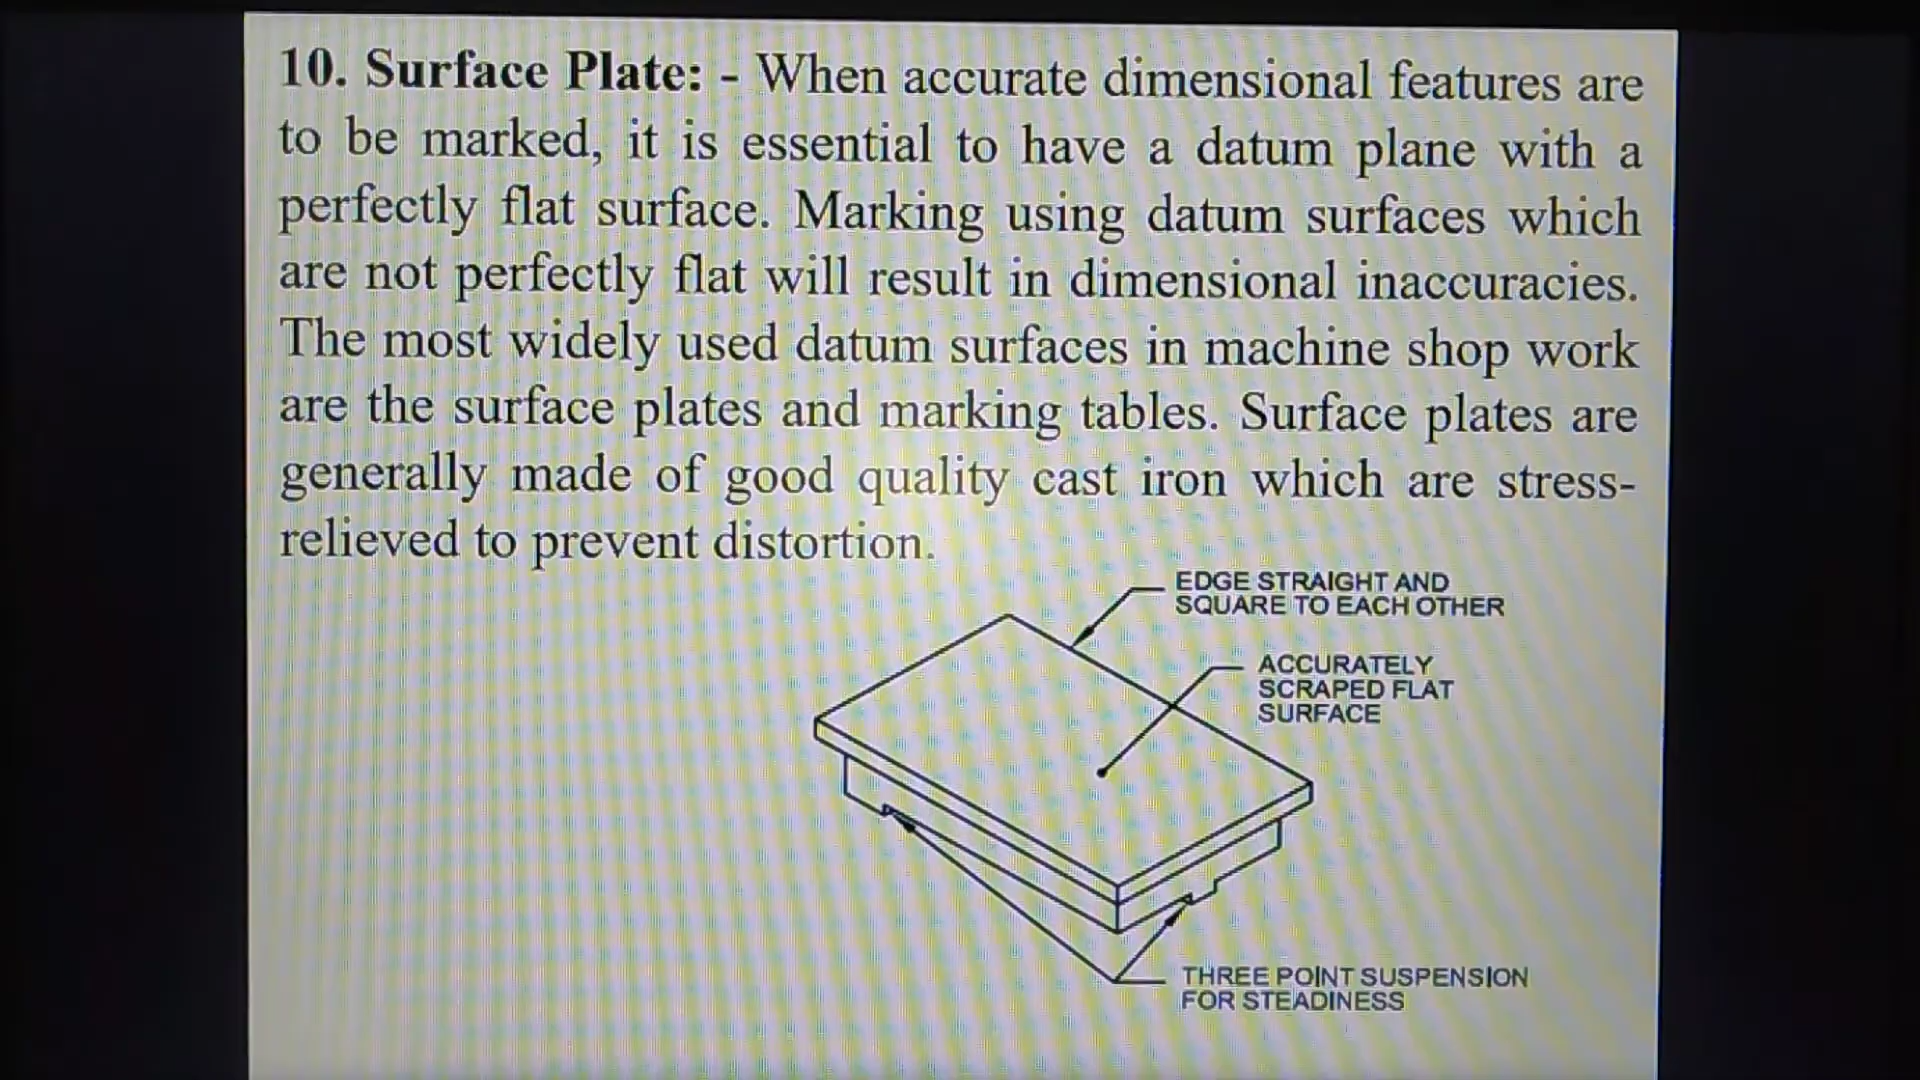 10. Surface Plate: - When accurate dimensional features are
to be marked, it is essential to have a datum plane with a
perfectly flat surface. Marking using datum surfaces which
are not perfectly flat will result in dimensional inaccuracies.
The most widely used datum surfaces in machine shop work
are the surface plates and marking tables. Surface plates are
generally made of good quality cast iron which are stress-
relieved to prevent distortion.
EDGE STRAIGHT AND
SQUARE TO EACH OTHER
ACCURATELY
SCRAPED FLAT
SURFACE
THREE POINT SUSPENSION
FOR STEADINESS